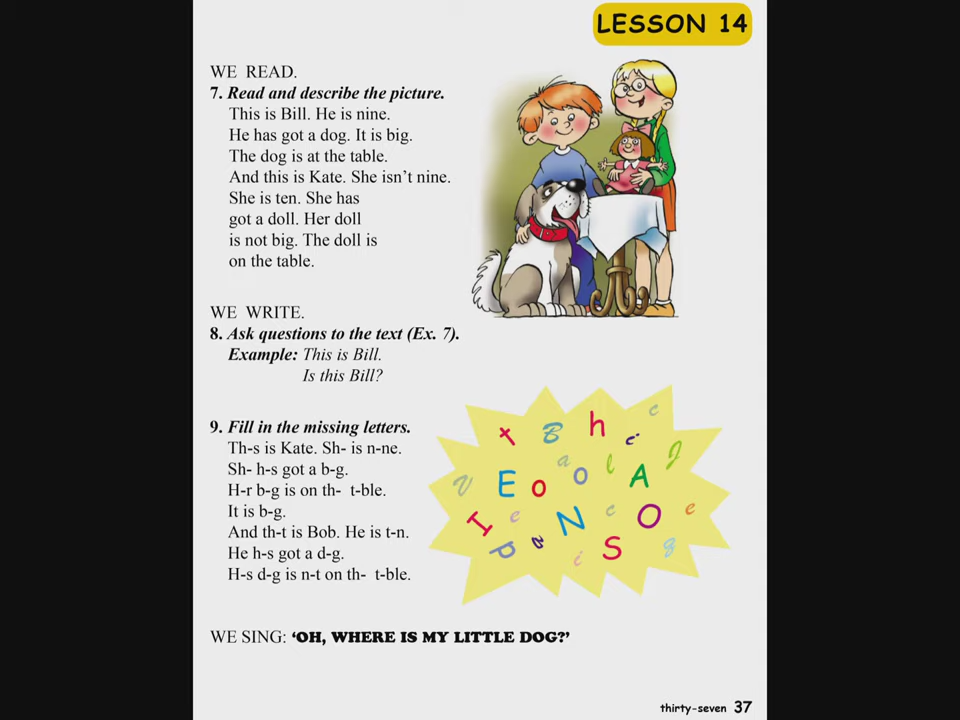 LESSON 14
WE READ.
7. Read and describe the picture.
This is Bill. He is nine.
He has got a dog. It is big.
The dog is at the table.
And this is Kate. She isn't nine.
She is ten. She has
got a doll. Her doll
is not big. The doll is
on the table.
WE WRITE.
8. Ask questions to the text (Ex. 7).
Example: This is Bill.
Is this Bill?
9. Fill in the missing letters.
Th-s is Kate. Sh- is n-ne.
Sh- h-s got a b-g.
H-r b-g is on th- t-ble.
It is b-g.
And th-t is Bob. He is t-n.
He h-s got a d-g.
H-s d-g is n-t on th- t-ble.
t B h c c
V E o a o l A J
I e N c O e
P i S
WE SING: ‘OH, WHERE IS MY LITTLE DOG?’
thirty-seven 37